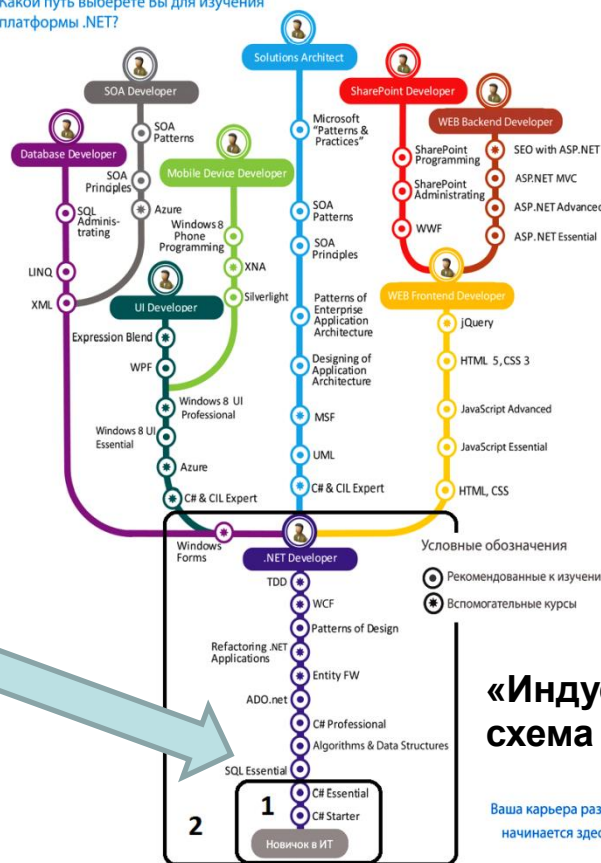 Какой путь выберете Вы для изучения
платформы .NET?
Solutions Architect
SOA Developer
SharePoint Developer
WEB Backend Developer
Database Developer
SOA
Patterns
Mobile Device Developer
Microsoft
"Patterns &
Practices"
SharePoint
Programming
SEO with ASP.NET
SOA
Principles
SharePoint
Administrating
ASP.NET MVC
SQL
Adminis-
trating
Azure
SOA
Patterns
ASP.NET Advanced
Windows 8
Phone
Programming
WWF
ASP.NET Essential
SOA
Principles
LINQ
XNA
XML
UI Developer
Silverlight
Patterns of
Enterprise
Application
Architecture
WEB Frontend Developer
jQuery
Expression Blend
WPF
Designing of
Application
Architecture
HTML 5,CSS 3
Windows 8 UI
Professional
MSF
JavaScript Advanced
Windows 8 UI
Essential
UML
JavaScript Essential
Azure
C# & CIL Expert
C# & CIL Expert
HTML, CSS
Windows
Forms
.NET Developer
Условные обозначения
TDD
Рекомендованные к изучени
WCF
Вспомогательные курсы
Patterns of Design
Refactoring .NET
Applications
Entity FW
ADO.net
«Инду
C# Professional
схема
Algorithms & Data Structures
SQL Essential
C# Essential
1
C# Starter
2
Новичок в ИТ
Ваша карьера раз
начинается здес